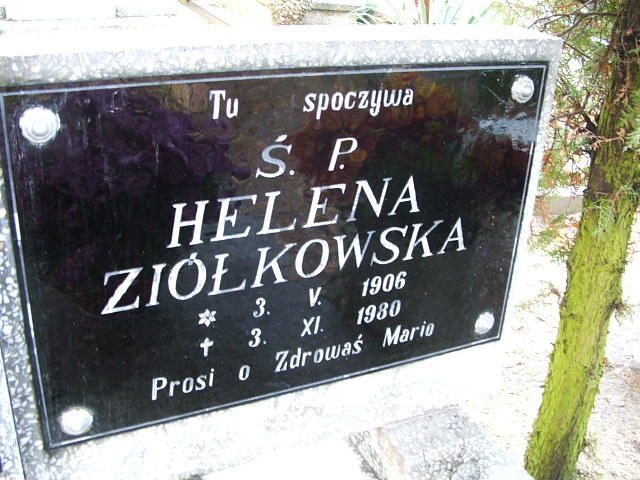 Tu spoczywa
Ś. P.
HELENA
ZIÓŁKOWSKA
* 3. V. 1906
✝ 3. XI. 1980
Prosi o Zdrowaś Mario